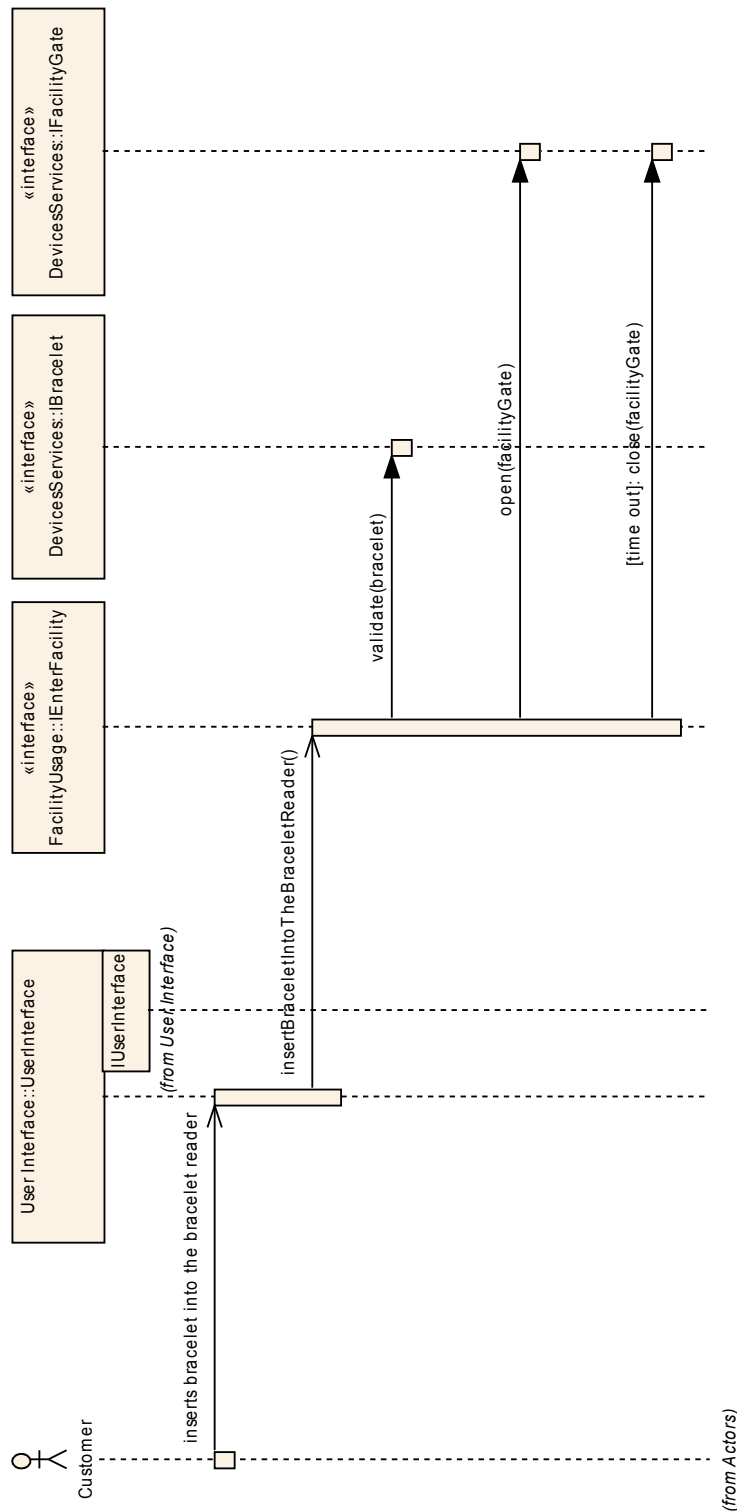 Customer
(from Actors)
User Interface::UserInterface
IUserInterface
(from User Interface)
«interface»
FacilityUsage::IEnterFacility
«interface»
DevicesServices::IBracelet
«interface»
DevicesServices::IFacilityGate
inserts bracelet into the bracelet reader
insertBraceletIntoTheBraceletReader()
validate(bracelet)
open(facilityGate)
[time out]: close(facilityGate)